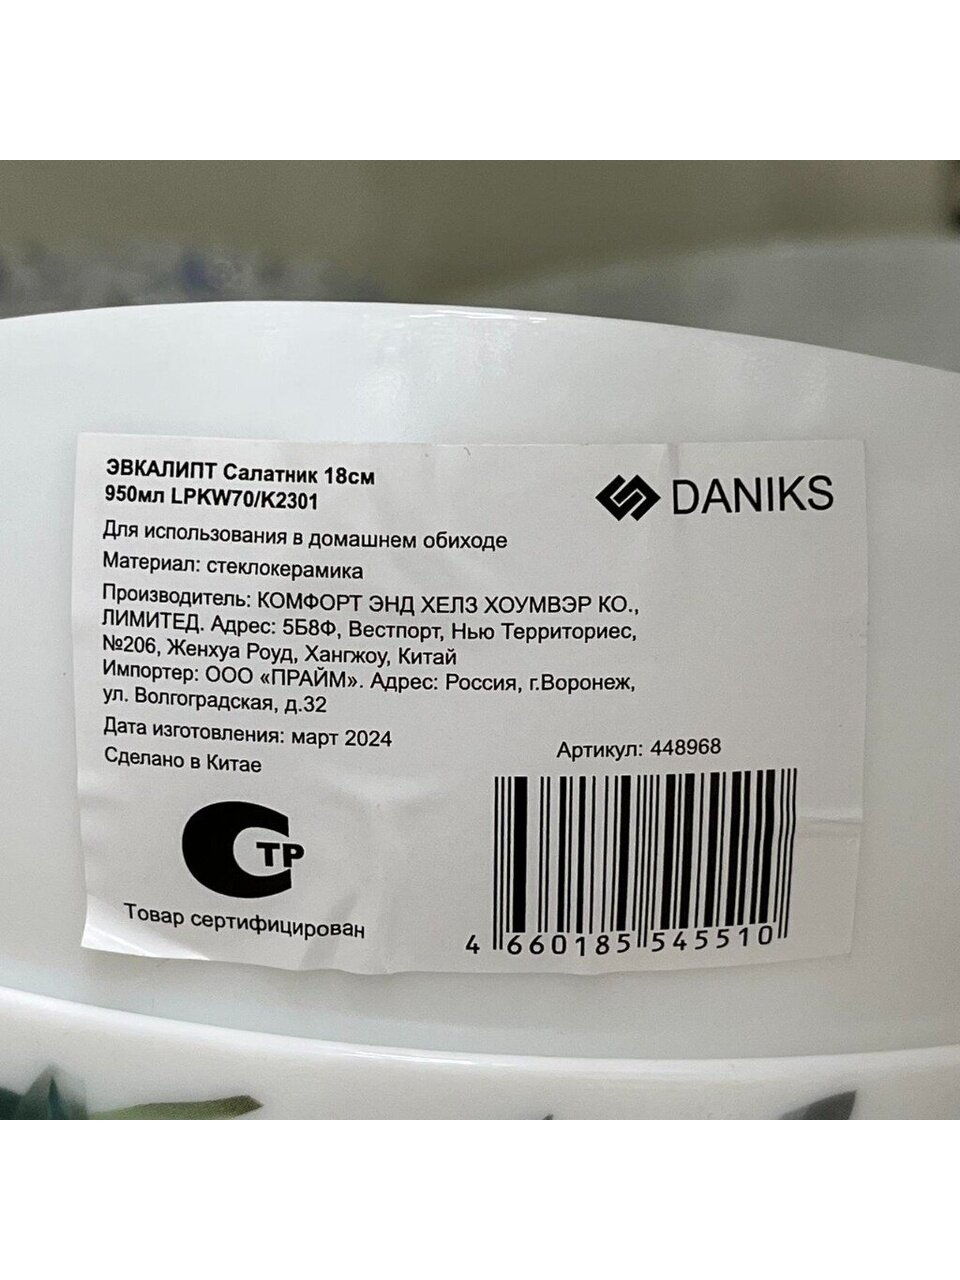 ЭВКАЛИПТ Салатник 18см
950мл LPKW70/K2301
DANIKS
Для использования в домашнем обиходе
Материал: стеклокерамика
Производитель: КОМФОРТ ЭНД ХЕЛЗ ХОУМВЭР КО.,
ЛИМИТЕД. Адрес: 5Б8Ф, Вестпорт, Нью Территориес,
№206, Женхуа Роуд, Хангжоу, Китай
Импортер: ООО «ПРАЙМ». Адрес: Россия, г.Воронеж,
ул. Волгоградская, д.32
Дата изготовления: март 2024
Сделано в Китае
Артикул: 448968
СТР
Товар сертифицирован
4 660185 545510